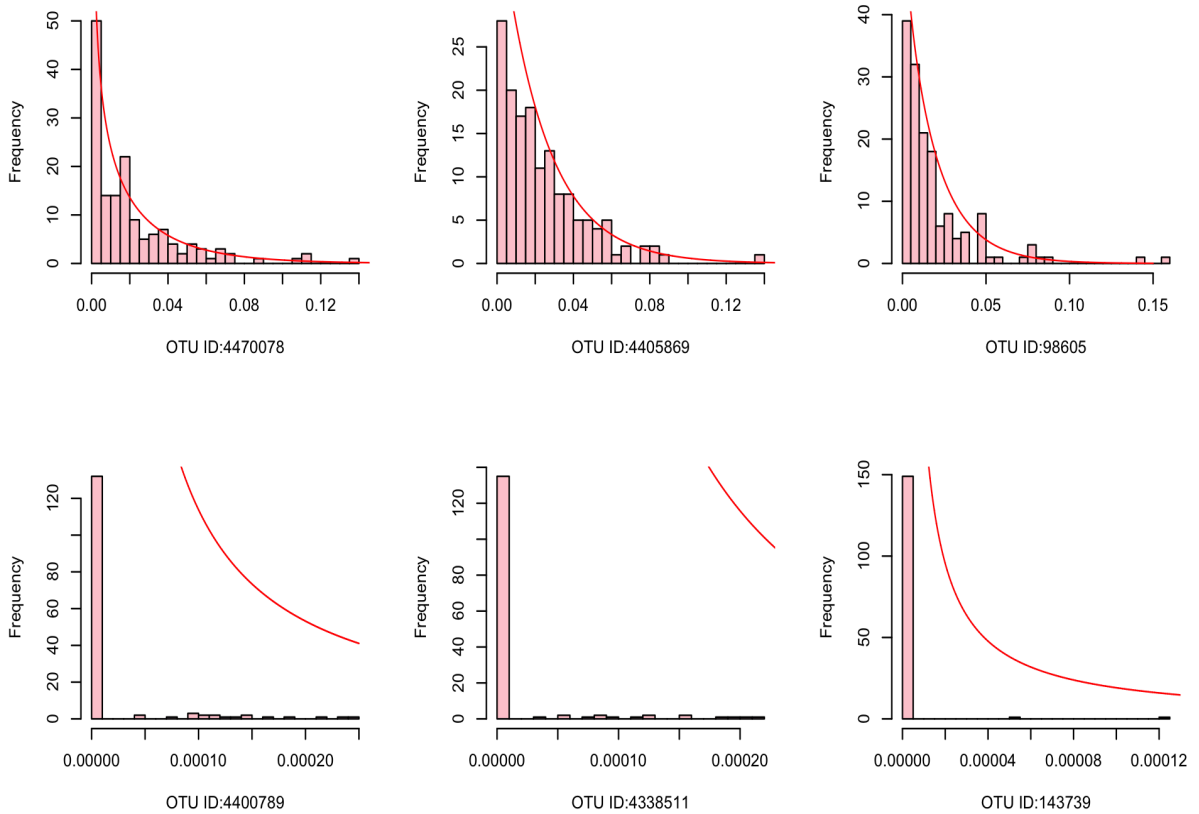 Frequency
50
40
30
20
10
0
0.00 0.04 0.08 0.12
OTU ID:4470078
Frequency
25
20
15
10
5
0
0.00 0.04 0.08 0.12
OTU ID:4405869
Frequency
40
30
20
10
0
0.00 0.05 0.10 0.15
OTU ID:98605
Frequency
120
80
60
40
20
0
0.00000 0.00010 0.00020
OTU ID:4400789
Frequency
120
80
60
40
20
0
0.00000 0.00010 0.00020
OTU ID:4338511
Frequency
150
100
50
0
0.00000 0.00004 0.00008 0.00012
OTU ID:143739